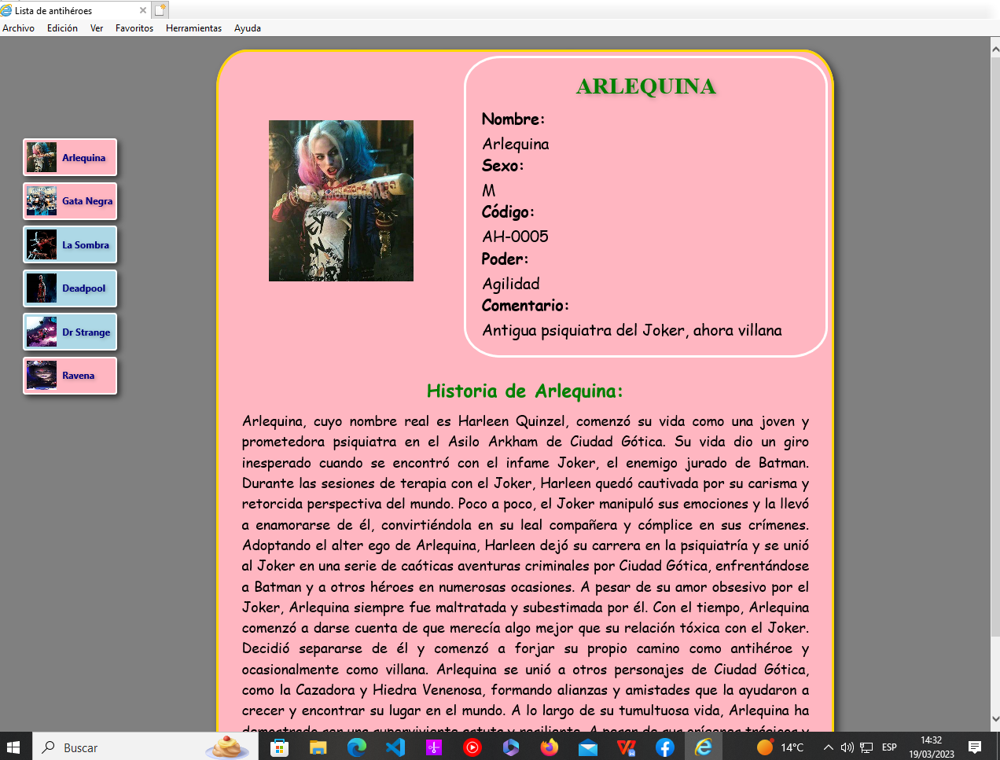 Lista de antihéroes
Archivo Edición Ver Favoritos Herramientas Ayuda
Arlequina
Gata Negra
La Sombra
Deadpool
Dr Strange
Ravena
ARLEQUINA
Nombre:
Arlequina
Sexo:
M
Código:
AH-0005
Poder:
Agilidad
Comentario:
Antigua psiquiatra del Joker, ahora villana
Historia de Arlequina:
Arlequina, cuyo nombre real es Harleen Quinzel, comenzó su vida como una joven y
prometedora psiquiatra en el Asilo Arkham de Ciudad Gótica. Su vida dio un giro
inesperado cuando se encontró con el infame Joker, el enemigo jurado de Batman.
Durante las sesiones de terapia con el Joker, Harleen quedó cautivada por su carisma y
retorcida perspectiva del mundo. Poco a poco, el Joker manipuló sus emociones y la llevó
a enamorarse de él, convirtiéndola en su leal compañera y cómplice en sus crímenes.
Adoptando el alter ego de Arlequina, Harleen dejó su carrera en la psiquiatría y se unió
al Joker en una serie de caóticas aventuras criminales por Ciudad Gótica, enfrentándose
a Batman y a otros héroes en numerosas ocasiones. A pesar de su amor obsesivo por el
Joker, Arlequina siempre fue maltratada y subestimada por él. Con el tiempo, Arlequina
comenzó a darse cuenta de que merecía algo mejor que su relación tóxica con el Joker.
Decidió separarse de él y comenzó a forjar su propio camino como antihéroe y
ocasionalmente como villana. Arlequina se unió a otros personajes de Ciudad Gótica,
como la Cazadora y Hiedra Venenosa, formando alianzas y amistades que la ayudaron a
crecer y encontrar su lugar en el mundo. A lo largo de su tumultuosa vida, Arlequina ha
demostrado ser una superviviente astuta y resiliente. A pesar de sus orígenes trágicos y
Buscar
14°C
ESP
14:32
19/03/2023